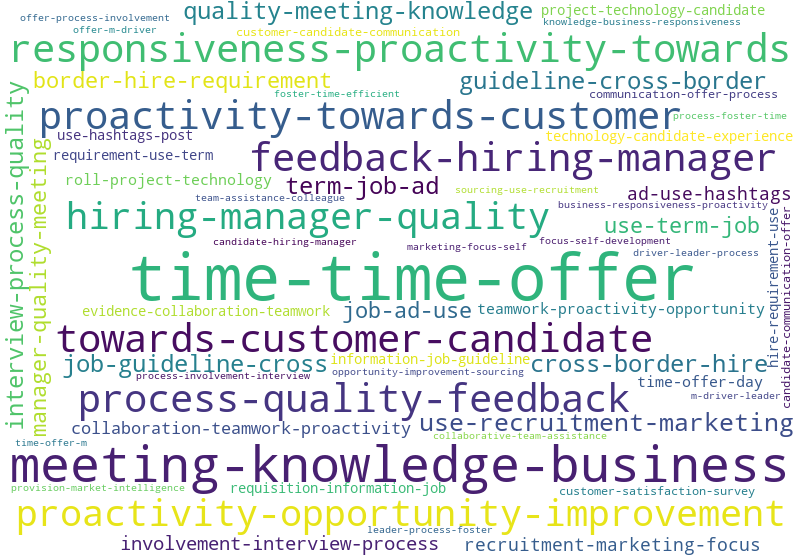 offer-process-involvement
quality-meeting-knowledge
project-technology-candidate
knowledge-business-responsiveness
offer-m-driver
customer-candidate-communication
responsiveness-proactivity-towards
border-hire-requirement
guideline-cross-border
foster-time-efficient
communication-offer-process
proactivity-towards-customer
process-foster-time
use-hashtags-post
technology-candidate-experience
requirement-use-term
feedback-hiring-manager
roll-project-technology
term-job-ad
sourcing-use-recruitment
ad-use-hashtags
team-assistance-colleague
business-responsiveness-proactivity
hiring-manager-quality
use-term-job
candidate-hiring-manager
marketing-focus-self
focus-self-development
driver-leader-process
interview-process-quality
manager-quality-meeting
hire-requirement-use
candidate-communication-offer
time-time-offer
evidence-collaboration-teamwork
job-ad-use
teamwork-proactivity-opportunity
towards-customer-candidate
job-guideline-cross
information-job-guideline
cross-border-hire
process-involvement-interview
opportunity-improvement-sourcing
time-offer-day
process-quality-feedback
m-driver-leader
collaboration-teamwork-proactivity
use-recruitment-marketing
time-offer-m
collaborative-team-assistance
meeting-knowledge-business
provision-market-intelligence
requisition-information-job
customer-satisfaction-survey
proactivity-opportunity-improvement
leader-process-foster
involvement-interview-process
recruitment-marketing-focus